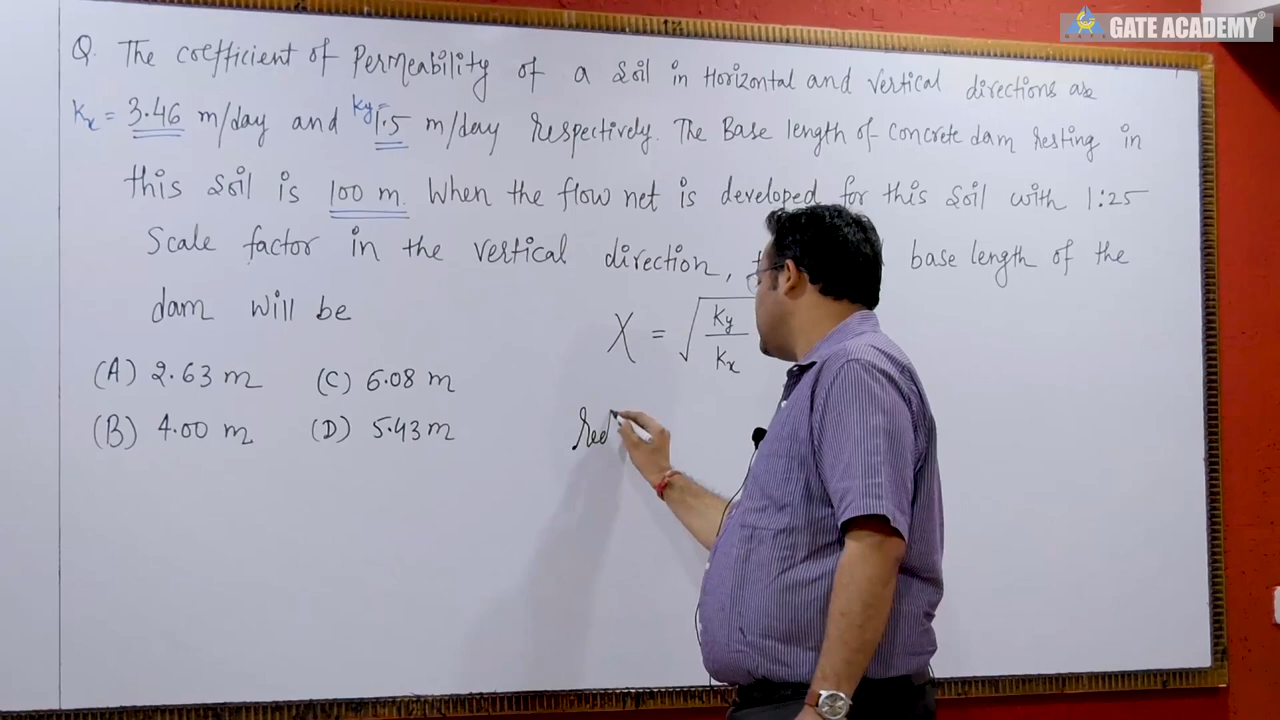 GATE ACADEMY
Q. The coefficient of Permeability of a Soil in Horizontal and vertical directions are
kx = 3.46 m/day and ky= 1.5 m/day respectively. The Base length of concrete dam resting in
this Soil is 100 m. When the flow net is developed for this Soil with 1:25
Scale factor in the vertical direction, base length of the
dam will be
(A) 2.63 m (C) 6.08 m
(B) 4.00 m (D) 5.43 m
X = √ky/kx
Red